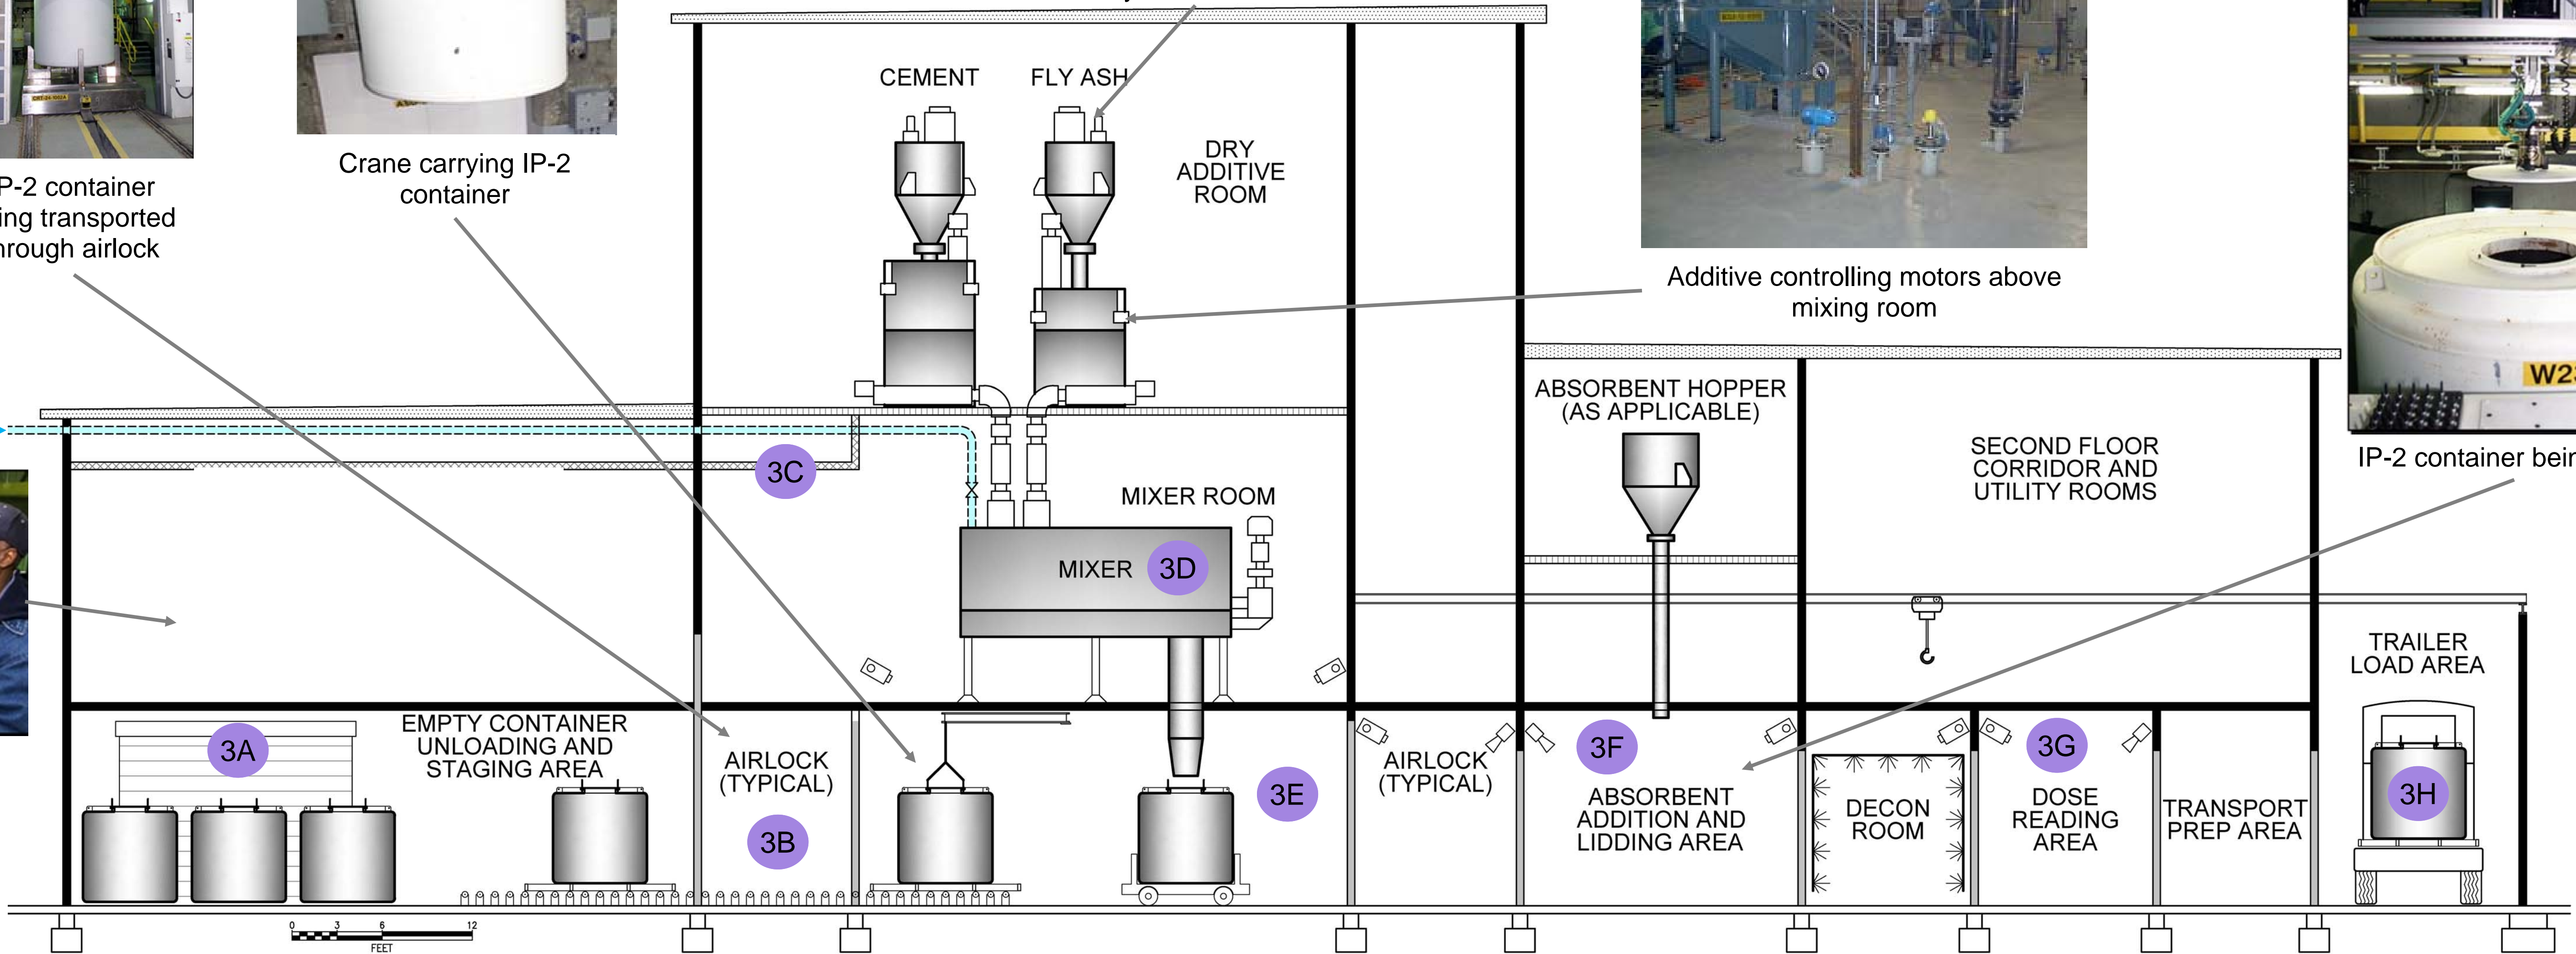 Crane carrying IP-2
container
P-2 container
ing transported
hrough airlock
CEMENT
FLY ASH
DRY
ADDITIVE
ROOM
Additive controlling motors above
mixing room
W23
IP-2 container bein
ABSORBENT HOPPER
(AS APPLICABLE)
SECOND FLOOR
CORRIDOR AND
UTILITY ROOMS
3C
MIXER ROOM
MIXER
3D
TRAILER
LOAD AREA
3A
EMPTY CONTAINER
UNLOADING AND
STAGING AREA
AIRLOCK
(TYPICAL)
3B
3E
AIRLOCK
(TYPICAL)
3F
ABSORBENT
ADDITION AND
LIDDING AREA
DECON
ROOM
3G
DOSE
READING
AREA
TRANSPORT
PREP AREA
3H
0 3 6 12
FEET